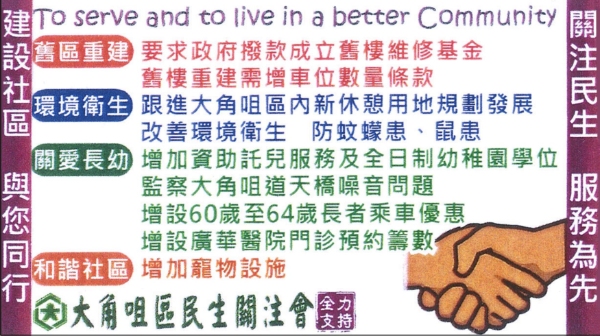 To serve and to live in a better Community
建設社區 與您同行
舊區重建 要求政府撥款成立舊樓維修基金
舊樓重建需增車位數量條款
環境衛生 跟進大角咀區內新休憩用地規劃發展
改善環境衛生 防蚊蠓患、鼠患
關愛長幼 增加資助託兒服務及全日制幼稚園學位
監察大角咀道天橋噪音問題
增設60歲至64歲長者乘車優惠
增設廣華醫院門診預約籌數
和諧社區 增加寵物設施
大角咀區民生關注會 全力支持
關注民生 服務為先